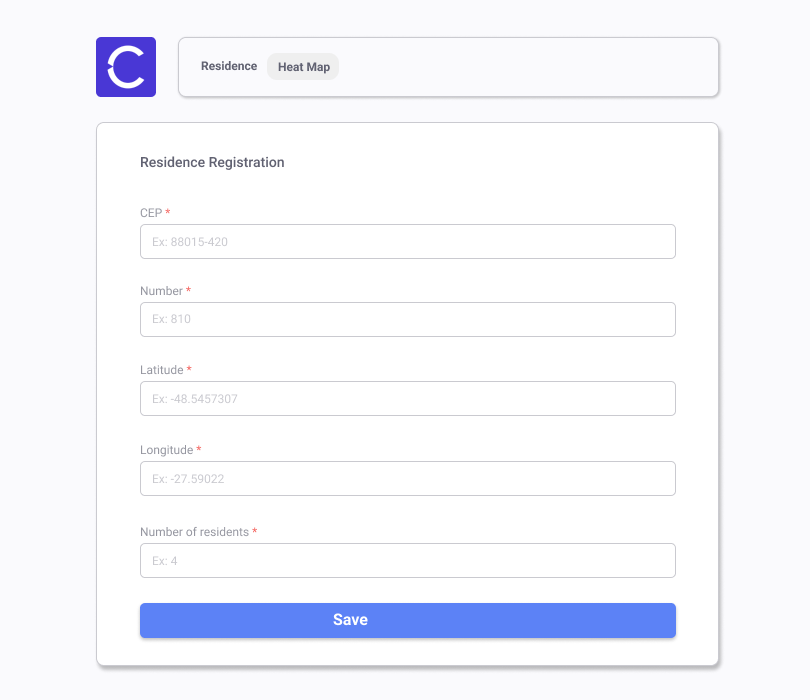 C
Residence Heat Map
Residence Registration
CEP *
Ex: 88015-420
Number *
Ex: 810
Latitude *
Ex: -48.5457307
Longitude *
Ex: -27.59022
Number of residents *
Ex: 4
Save